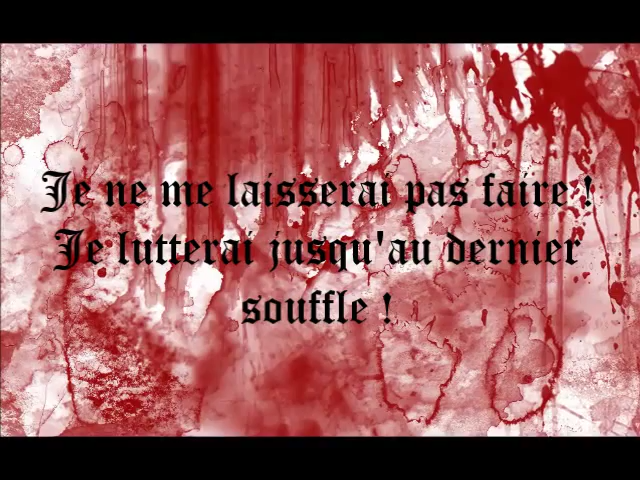 Je ne me laisserai pas faire !
Je lutterai jusqu'au dernier
souffle !